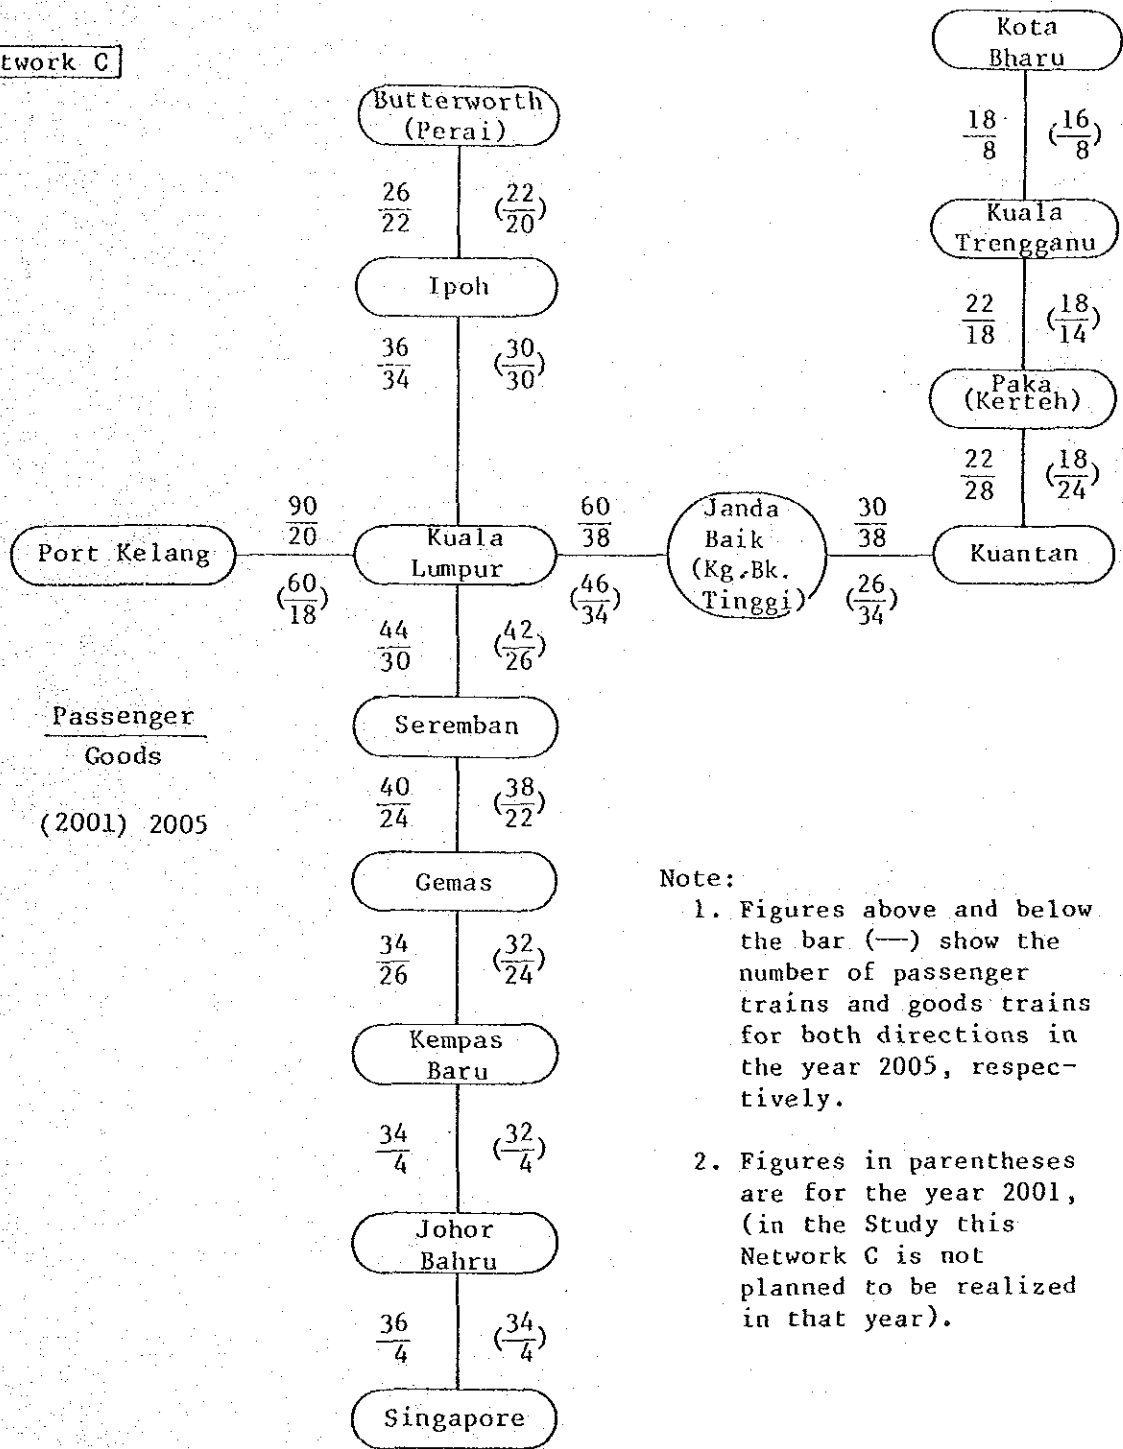 twork C
Kota
Bharu
18
8
(16
8)
Butterworth
(Perai)
26
22
(22
20)
Kuala
Trengganu
Ipoh
22
18
(18
14)
36
34
(30
30)
Paka
(Kerteh)
22
28
(18
24)
Port Kelang
90
20
(60
18)
Kuala
Lumpur
60
38
(46
34)
Janda
Baik
(Kg.Bk.
Tinggi)
30
38
(26
34)
Kuantan
44
30
(42
26)
Seremban
40
24
(38
22)
Gemas
34
26
(32
24)
Kempas
Baru
34
4
(32
4)
Johor
Bahru
36
4
(34
4)
Singapore
Passenger
Goods
(2001) 2005
Note:
1. Figures above and below
the bar (—) show the
number of passenger
trains and goods trains
for both directions in
the year 2005, respec-
tively.
2. Figures in parentheses
are for the year 2001,
(in the Study this
Network C is not
planned to be realized
in that year).